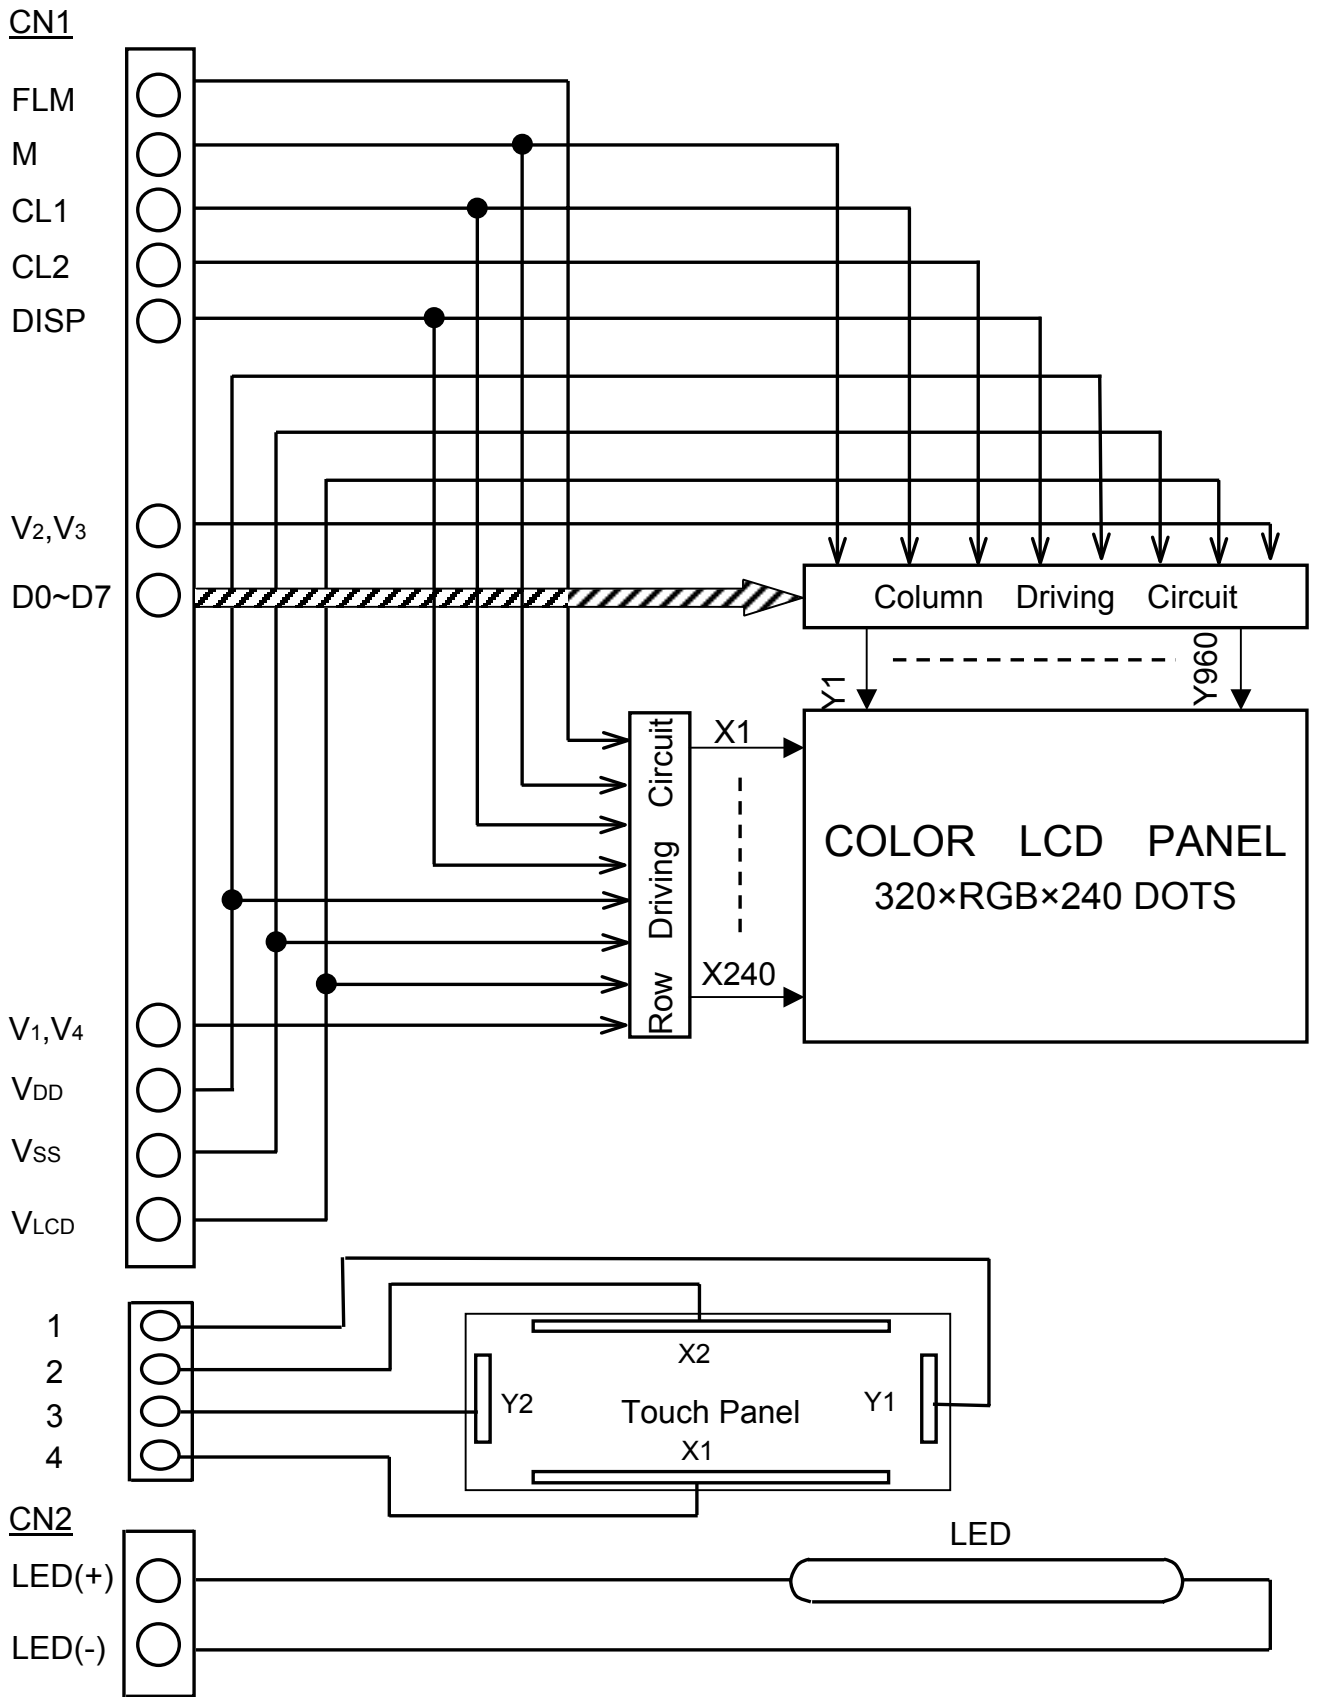 CN1
FLM
M
CL1
CL2
DISP
V2,V3
D0~D7
Column Driving Circuit
Y1
Y960
Row Driving Circuit
X1
X240
COLOR LCD PANEL
320×RGB×240 DOTS
V1,V4
VDD
VSS
VLCD
1
2
3
4
X2
Y2
Touch Panel
Y1
X1
CN2
LED
LED(+)
LED(-)